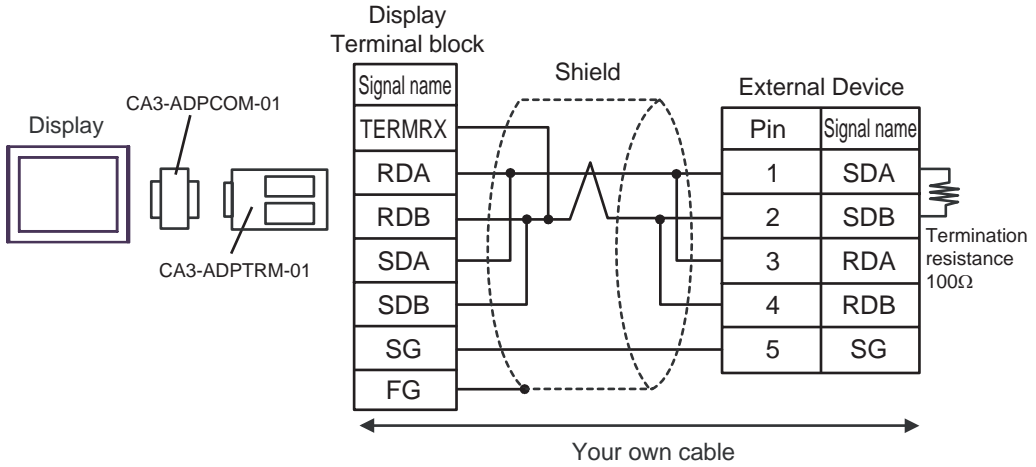 Display
CA3-ADPCOM-01
CA3-ADPTRM-01
Display
Terminal block
Signal name
TERMRX
RDA
RDB
SDA
SDB
SG
FG
Shield
External Device
Pin Signal name
1 SDA
2 SDB
3 RDA
4 RDB
5 SG
Termination
resistance
100Ω
Your own cable